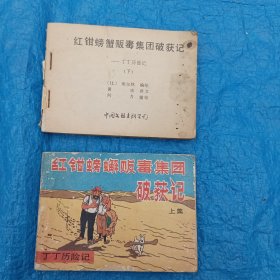 红钳螃蟹贩毒集团破获记
——丁丁历险记
(下)
中国文联出版公司
红钳螃蟹贩毒集团
破获记
上集
丁丁历险记